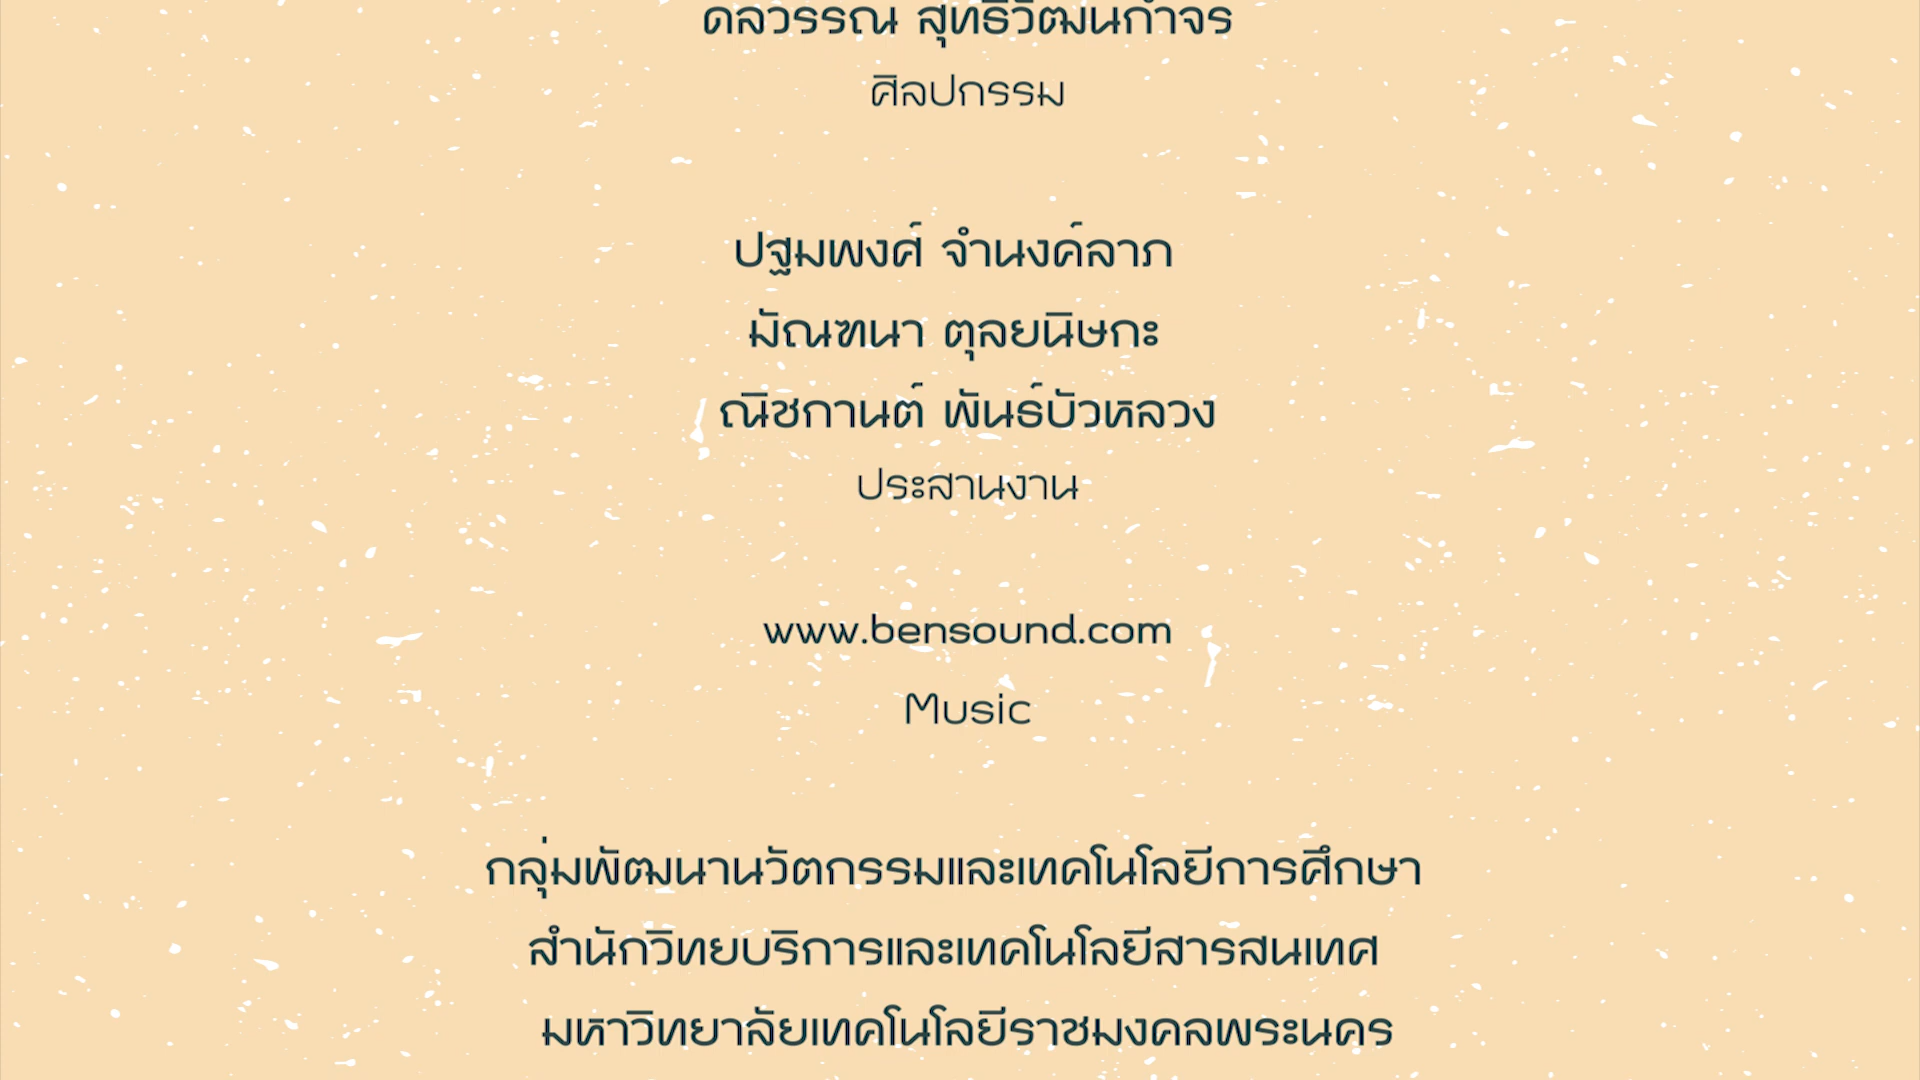 ดลวรรณ สุทธิวัฒนกำจร
ศิลปกรรม
ปฐมพงศ์ จำนงค์ลาภ
มัณฑนา ตุลยนิษกะ
ณิชกานต์ พันธ์บัวหลวง
ประสานงาน
www.bensound.com
Music
กลุ่มพัฒนานวัตกรรมและเทคโนโลยีการศึกษา
สำนักวิทยบริการและเทคโนโลยีสารสนเทศ
มหาวิทยาลัยเทคโนโลยีราชมงคลพระนคร